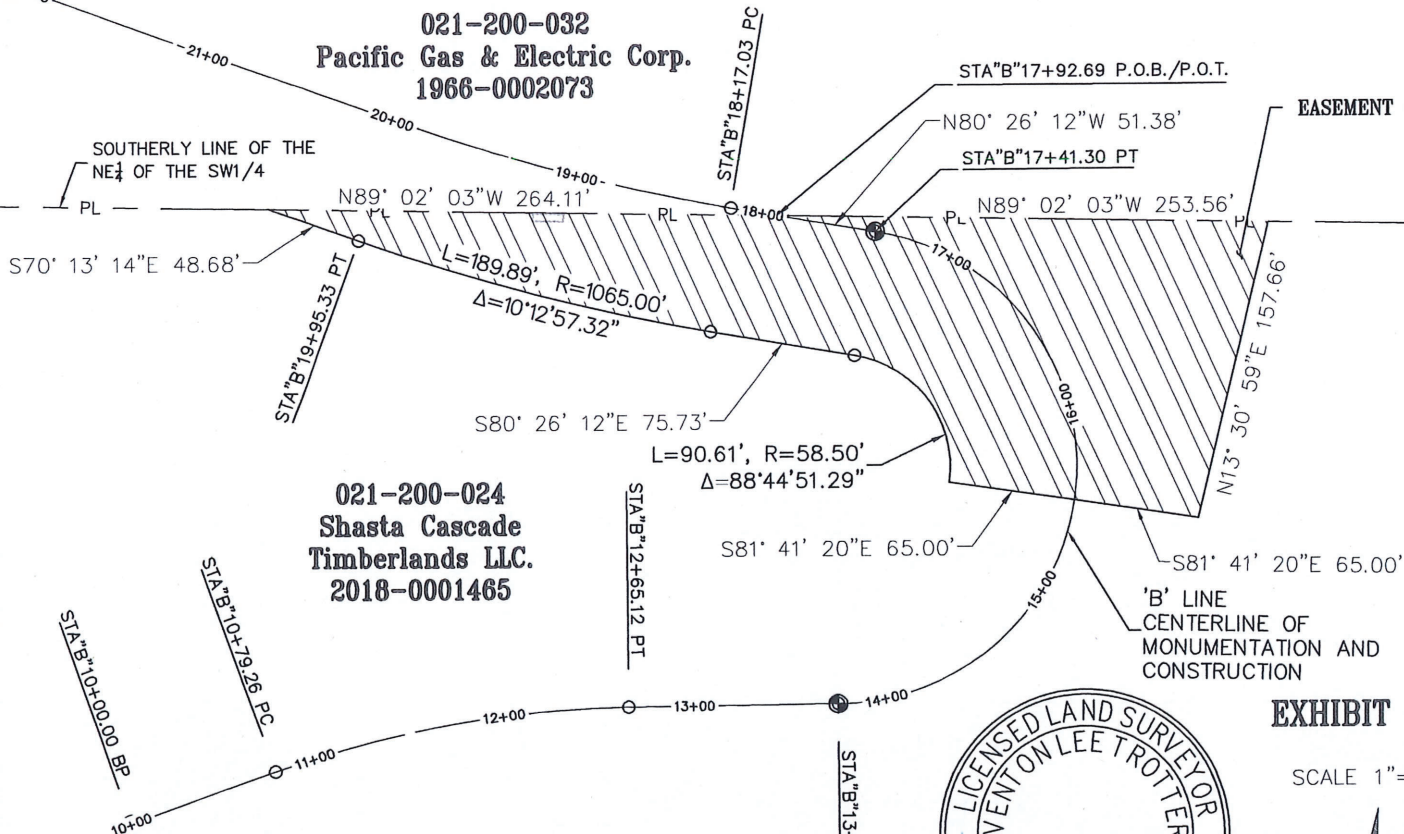 021-200-032
Pacific Gas & Electric Corp.
1966-0002073
21+00
20+00
19+00
18+00
17+00
16+00
15+00
14+00
13+00
12+00
11+00
10+00
STA"B"18+17.03 PC
STA"B"17+92.69 P.O.B./P.O.T.
N80° 26' 12"W 51.38'
STA"B"17+41.30 PT
EASEMENT
SOUTHERLY LINE OF THE
NE¼ OF THE SW1/4
PL
N89° 02' 03"W 264.11'
PL
PL
PL
N89° 02' 03"W 253.56'
PL
S70° 13' 14"E 48.68'
STA"B"19+95.33 PT
L=189.89', R=1065.00'
Δ=10°12'57.32"
S80° 26' 12"E 75.73'
L=90.61', R=58.50'
Δ=88°44'51.29"
N13° 30' 59"E 157.66'
S81° 41' 20"E 65.00'
S81° 41' 20"E 65.00'
'B' LINE
CENTERLINE OF
MONUMENTATION AND
CONSTRUCTION
021-200-024
Shasta Cascade
Timberlands LLC.
2018-0001465
STA"B"12+65.12 PT
STA"B"10+79.26 PC
STA"B"10+00.00 BP
STA"B"13
LICENSED LAND SURVEYOR
VENTON LEE TROTTER
EXHIBIT
SCALE 1"=